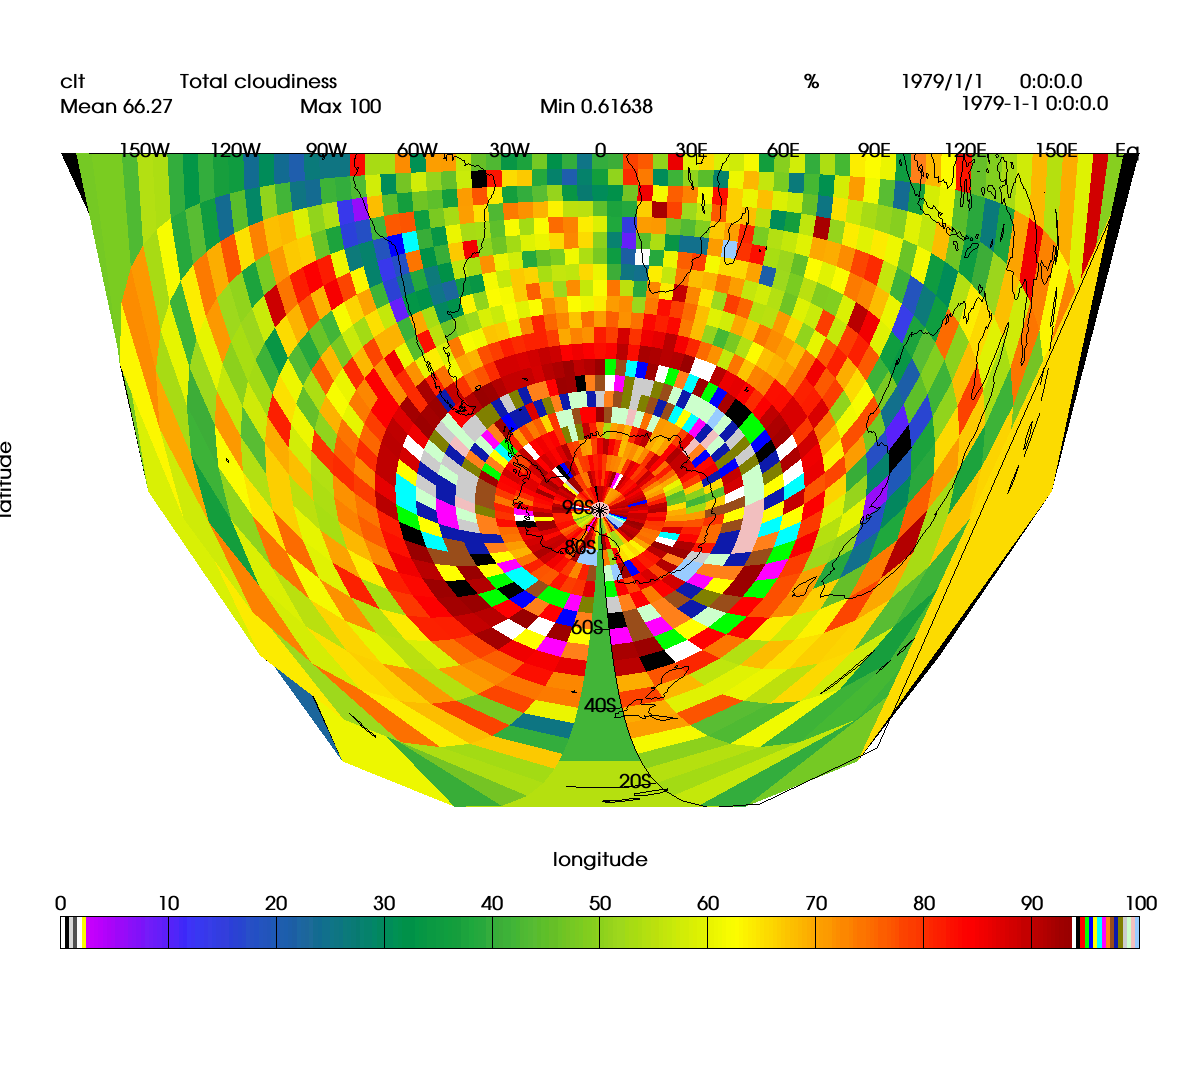 clt Total cloudiness % 1979/1/1 0:0:0.0
Mean 66.27 Max 100 Min 0.61638 1979-1-1 0:0:0.0
150W 120W 90W 60W 30W 0 30E 60E 90E 120E 150E Ea
latitude
90S
80S
60S
40S
20S
longitude
0 10 20 30 40 50 60 70 80 90 100